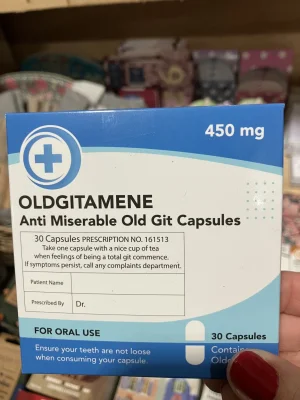 450 mg
OLDGITAMENE
Anti Miserable Old Git Capsules
30 Capsules PRESCRIPTION NO. 161513
Take one capsule with a nice cup of tea
when feelings of being a total git commence.
If symptoms persist, call any complaints department.
Patient Name
Prescribed By Dr.
FOR ORAL USE
30 Capsules
Ensure your teeth are not loose
when consuming your capsule.